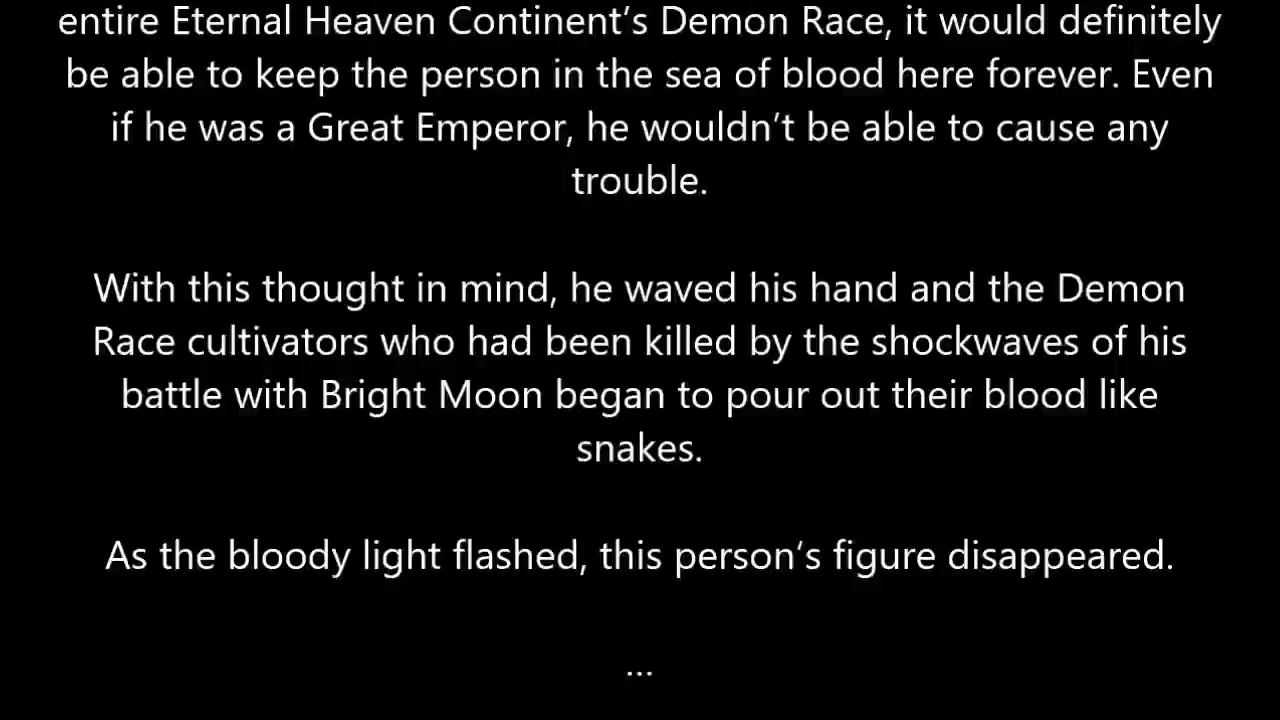 entire Eternal Heaven Continent’s Demon Race, it would definitely
be able to keep the person in the sea of blood here forever. Even
if he was a Great Emperor, he wouldn’t be able to cause any
trouble.
With this thought in mind, he waved his hand and the Demon
Race cultivators who had been killed by the shockwaves of his
battle with Bright Moon began to pour out their blood like
snakes.
As the bloody light flashed, this person’s figure disappeared.
...